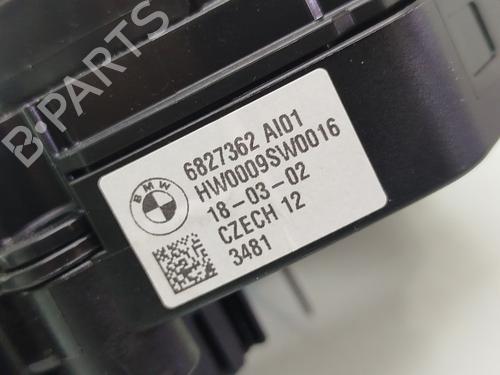 B-PARTS
BMW
6827362 AI01
HW0009SW0016
18-03-02
CZECH 12
3481